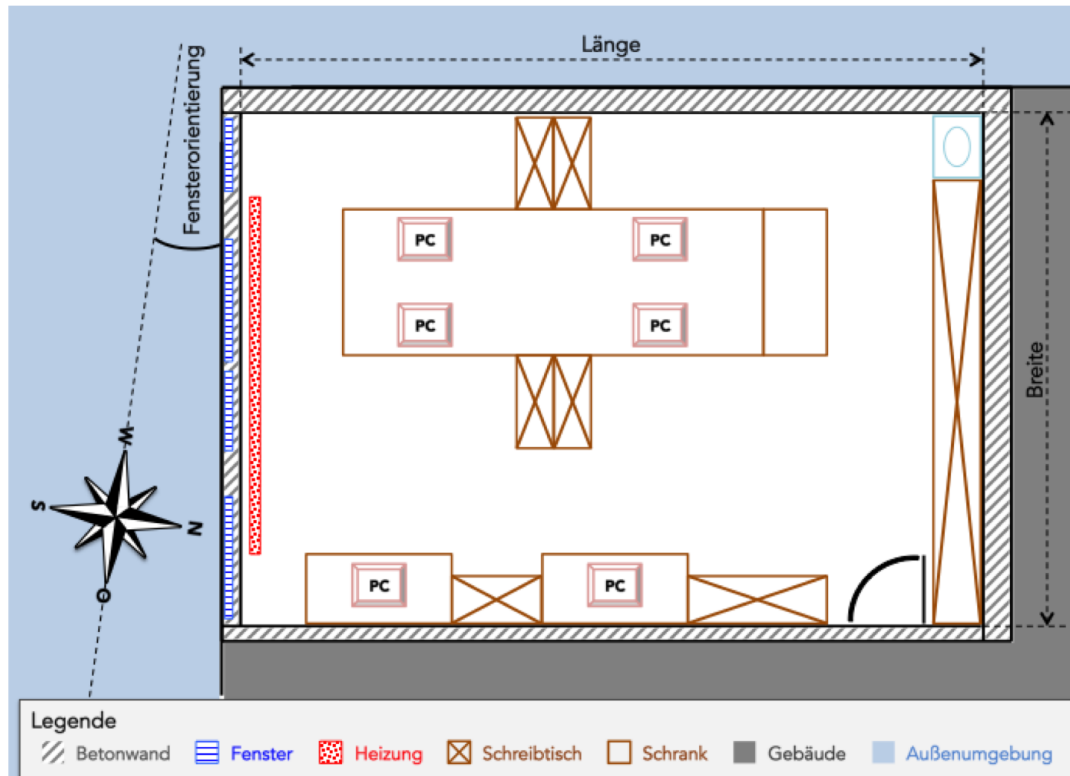 Länge
Fensterorientierung
PC
PC
PC
PC
Breite
W
S
N
O
PC
PC
Legende
Betonwand
Fenster
Heizung
Schreibtisch
Schrank
Gebäude
Außenumgebung